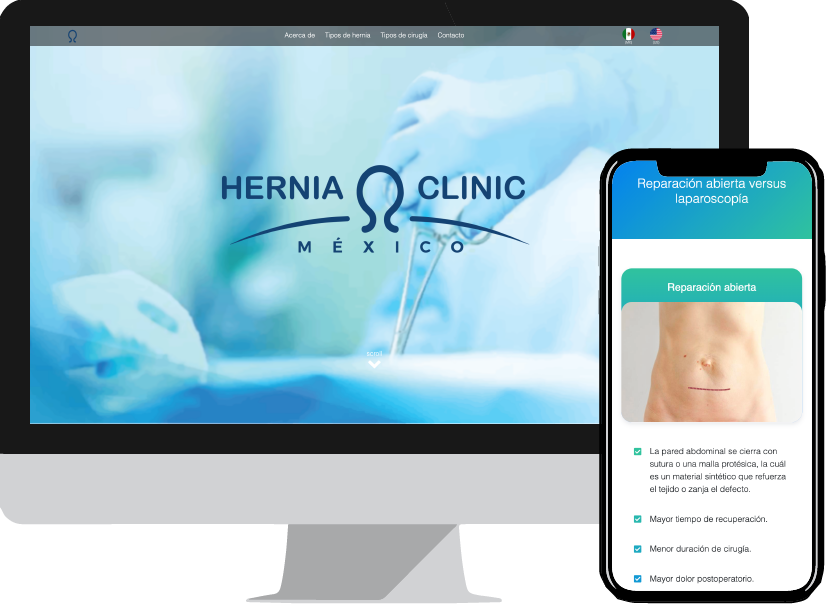 Acerca de Tipos de hernia Tipos de cirugía Contacto
HERNIA CLINIC
MÉXICO
scroll
Reparación abierta versus
laparoscopía
Reparación abierta
La pared abdominal se cierra con
sutura o una malla protésica, la cuál
es un material sintético que refuerza
el tejido o zanja el defecto.
Mayor tiempo de recuperación.
Menor duración de cirugía.
Mayor dolor postoperatorio.